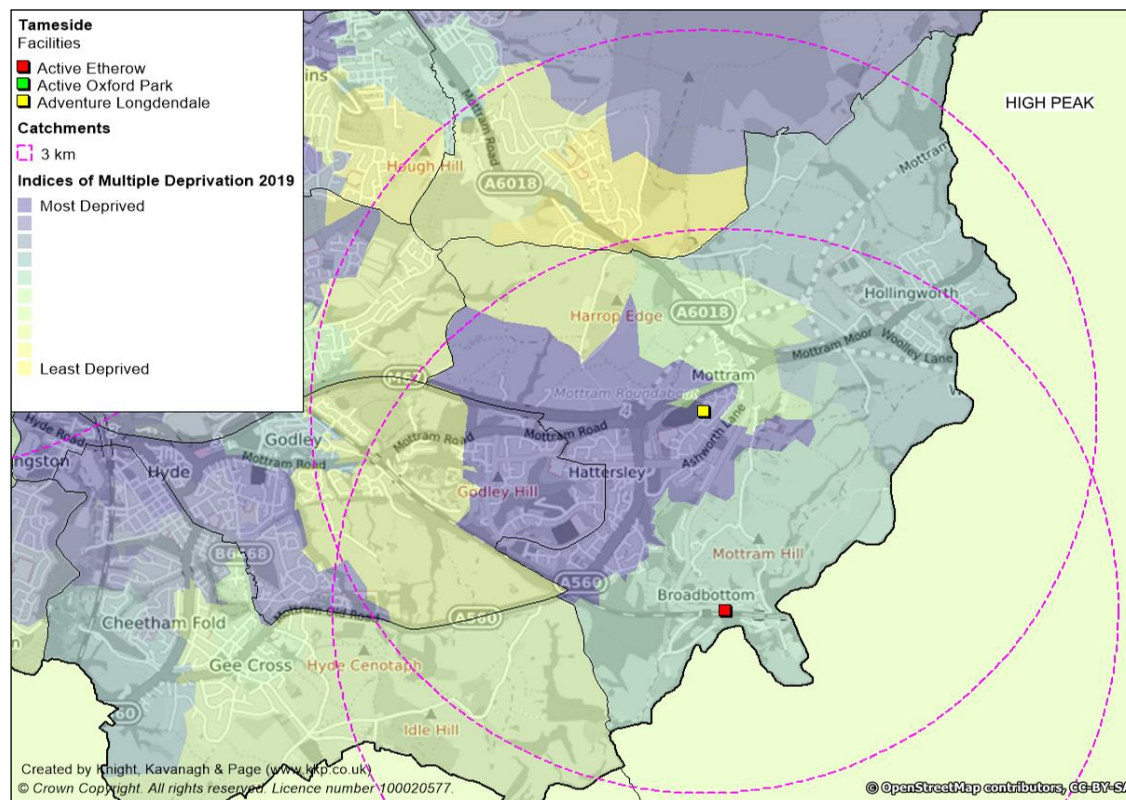 Tameside
Facilities
Active Etherow
Active Oxford Park
Adventure Longdendale
Catchments
3 km
Indices of Multiple Deprivation 2019
Most Deprived
Least Deprived
HIGH PEAK
Mottram Road
Mottram
Hough Hill
A6018
Hollingworth
Harrop Edge
A6018
Mottram Moor
Woolley Lane
Mottram
Mottram Road
Mottram Road
Hyde Road
Godley
Mottram Road
Ashworth Lane
Hyde
Hattersley
Godley Hill
Mottram Hill
A560
Broadbottom
Mottram Old Road
A560
Cheetham Fold
Gee Cross
Hyde Cenotaph
Idle Hill
Created by Knight, Kavanagh & Page (www.kkp.co.uk)
© Crown Copyright. All rights reserved. Licence number 100020577.
© OpenStreetMap contributors, CC-BY-SA